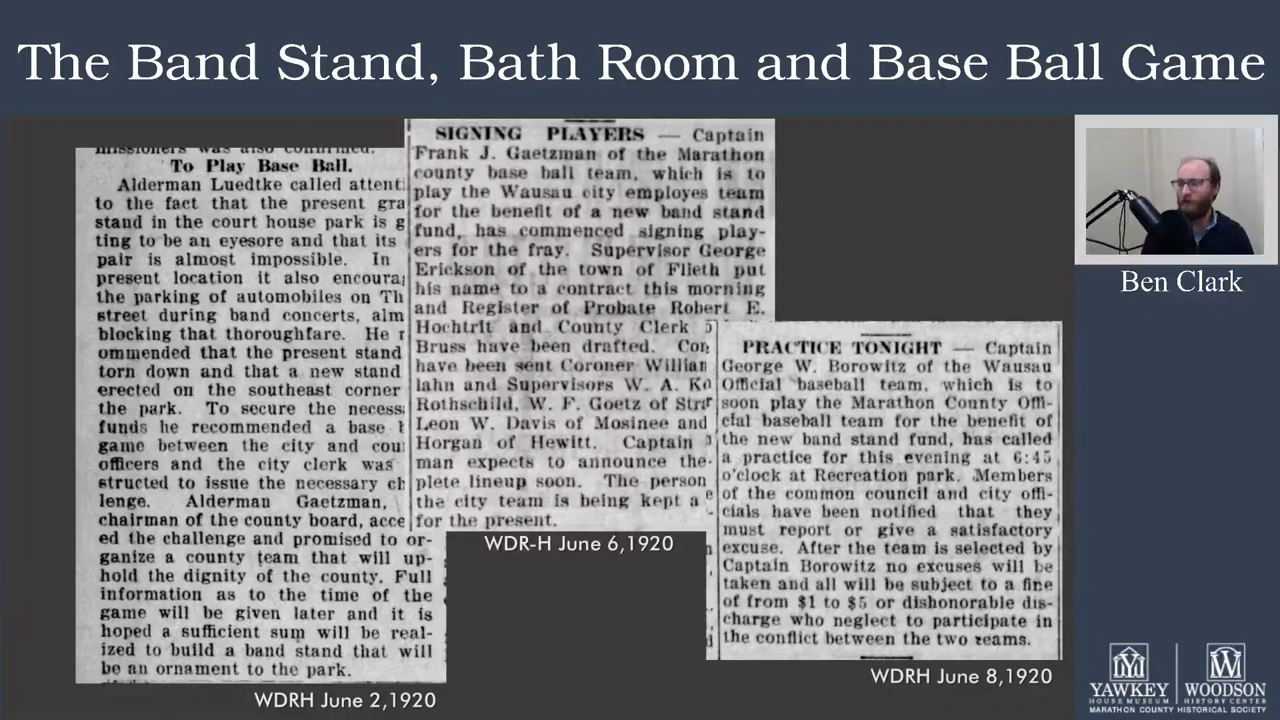 The Band Stand, Bath Room and Base Ball Game
missioners was also confirmed.
To Play Base Ball.
Alderman Luedtke called attent
to the fact that the present gra
stand in the court house park is g
ting to be an eyesore and that its
pair is almost impossible. In
present location it also encoura
the parking of automobiles on Th
street during band concerts, alm
blocking that thoroughfare. He r
ommended that the present stand
torn down and that a new stand
erected on the southeast corner
the park. To secure the necess
funds he recommended a base
game between the city and cou
officers and the city clerk was
structed to issue the necessary ch
lenge. Alderman Gaetzman,
chairman of the county board, acce
ed the challenge and promised to or-
ganize a county team that will up-
hold the dignity of the county. Full
information as to the time of the
game will be given later and it is
hoped a sufficient sum will be real-
ized to build a band stand that will
be an ornament to the park.
WDRH June 2,1920
SIGNING PLAYERS — Captain
Frank J. Gaetzman of the Marathon
county base ball team, which is to
play the Wausau city employes team
for the benefit of a new band stand
fund, has commenced signing play-
ers for the fray. Supervisor George
Erickson of the town of Flieth put
his name to a contract this morning
and Register of Probate Robert E.
Hochtrit and County Clerk
Bruss have been drafted. Con
have been sent Coroner Willian
lahn and Supervisors W. A. Ko
Rothschild, W. F. Goetz of Stra
Leon W. Davis of Mosinee and
Horgan of Hewitt. Captain
man expects to announce the
plete lineup soon. The person
the city team is being kept a
for the present.
WDR-H June 6,1920
PRACTICE TONIGHT — Captain
George W. Borowitz of the Wausau
Official baseball team, which is to
soon play the Marathon County Offi-
cial baseball team for the benefit of
the new band stand fund, has called
a practice for this evening at 6:45
o'clock at Recreation park. Members
of the common council and city offi-
cials have been notified that they
must report or give a satisfactory
excuse. After the team is selected by
Captain Borowitz no excuses will be
taken and all will be subject to a fine
of from $1 to $5 or dishonorable dis-
charge who neglect to participate in
the conflict between the two teams.
WDRH June 8,1920
Ben Clark
YAWKEY
HOUSE MUSEUM
WOODSON
HISTORY CENTER
MARATHON COUNTY HISTORICAL SOCIETY